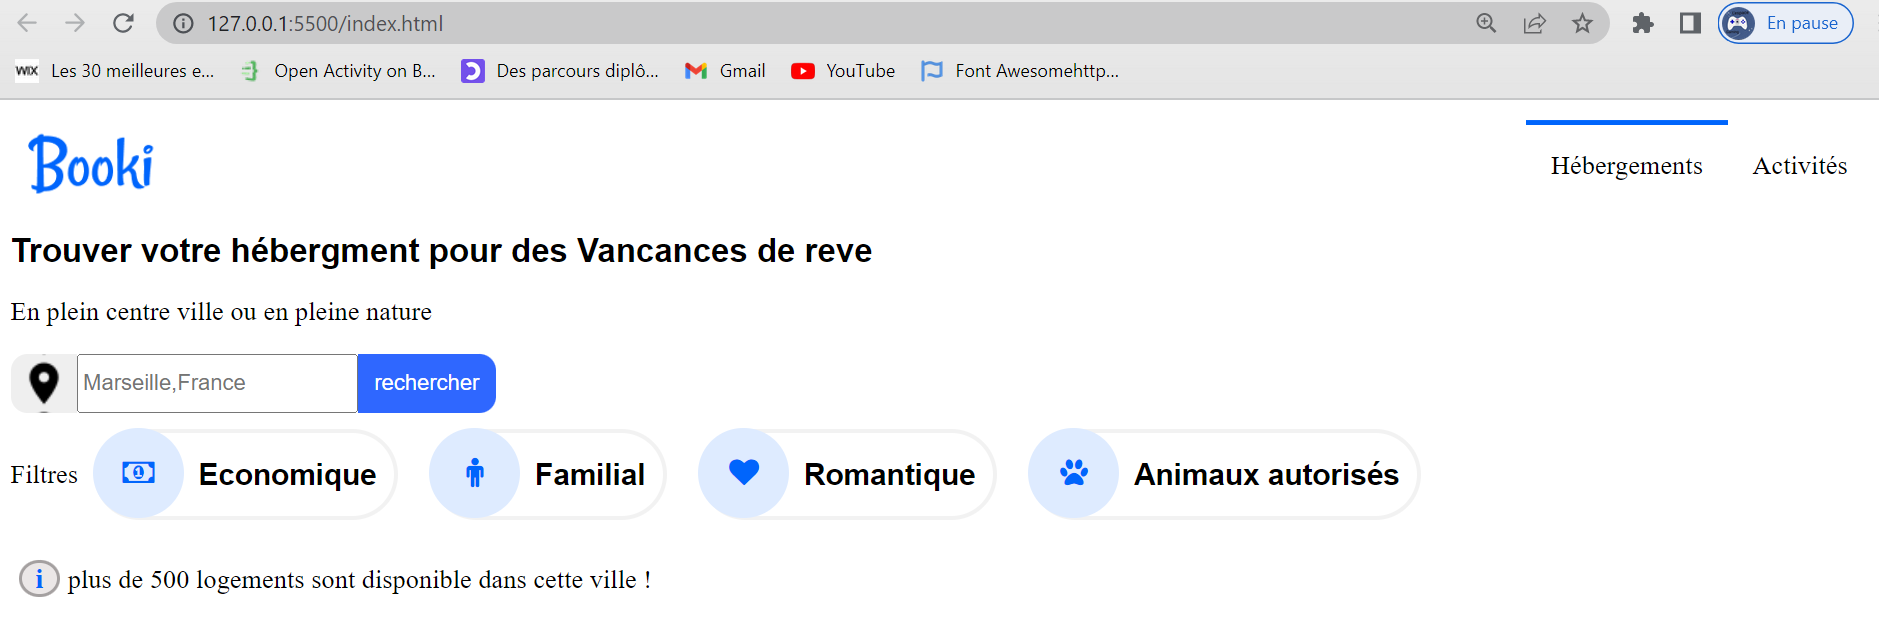 127.0.0.1:5500/index.html
En pause
WIX Les 30 meilleures e... Open Activity on B... Des parcours diplô... Gmail YouTube Font Awesomehttp...
Booki
Hébergements Activités
Trouver votre hébergment pour des Vancances de reve
En plein centre ville ou en pleine nature
Marseille,France rechercher
Filtres Economique Familial Romantique Animaux autorisés
i plus de 500 logements sont disponible dans cette ville !